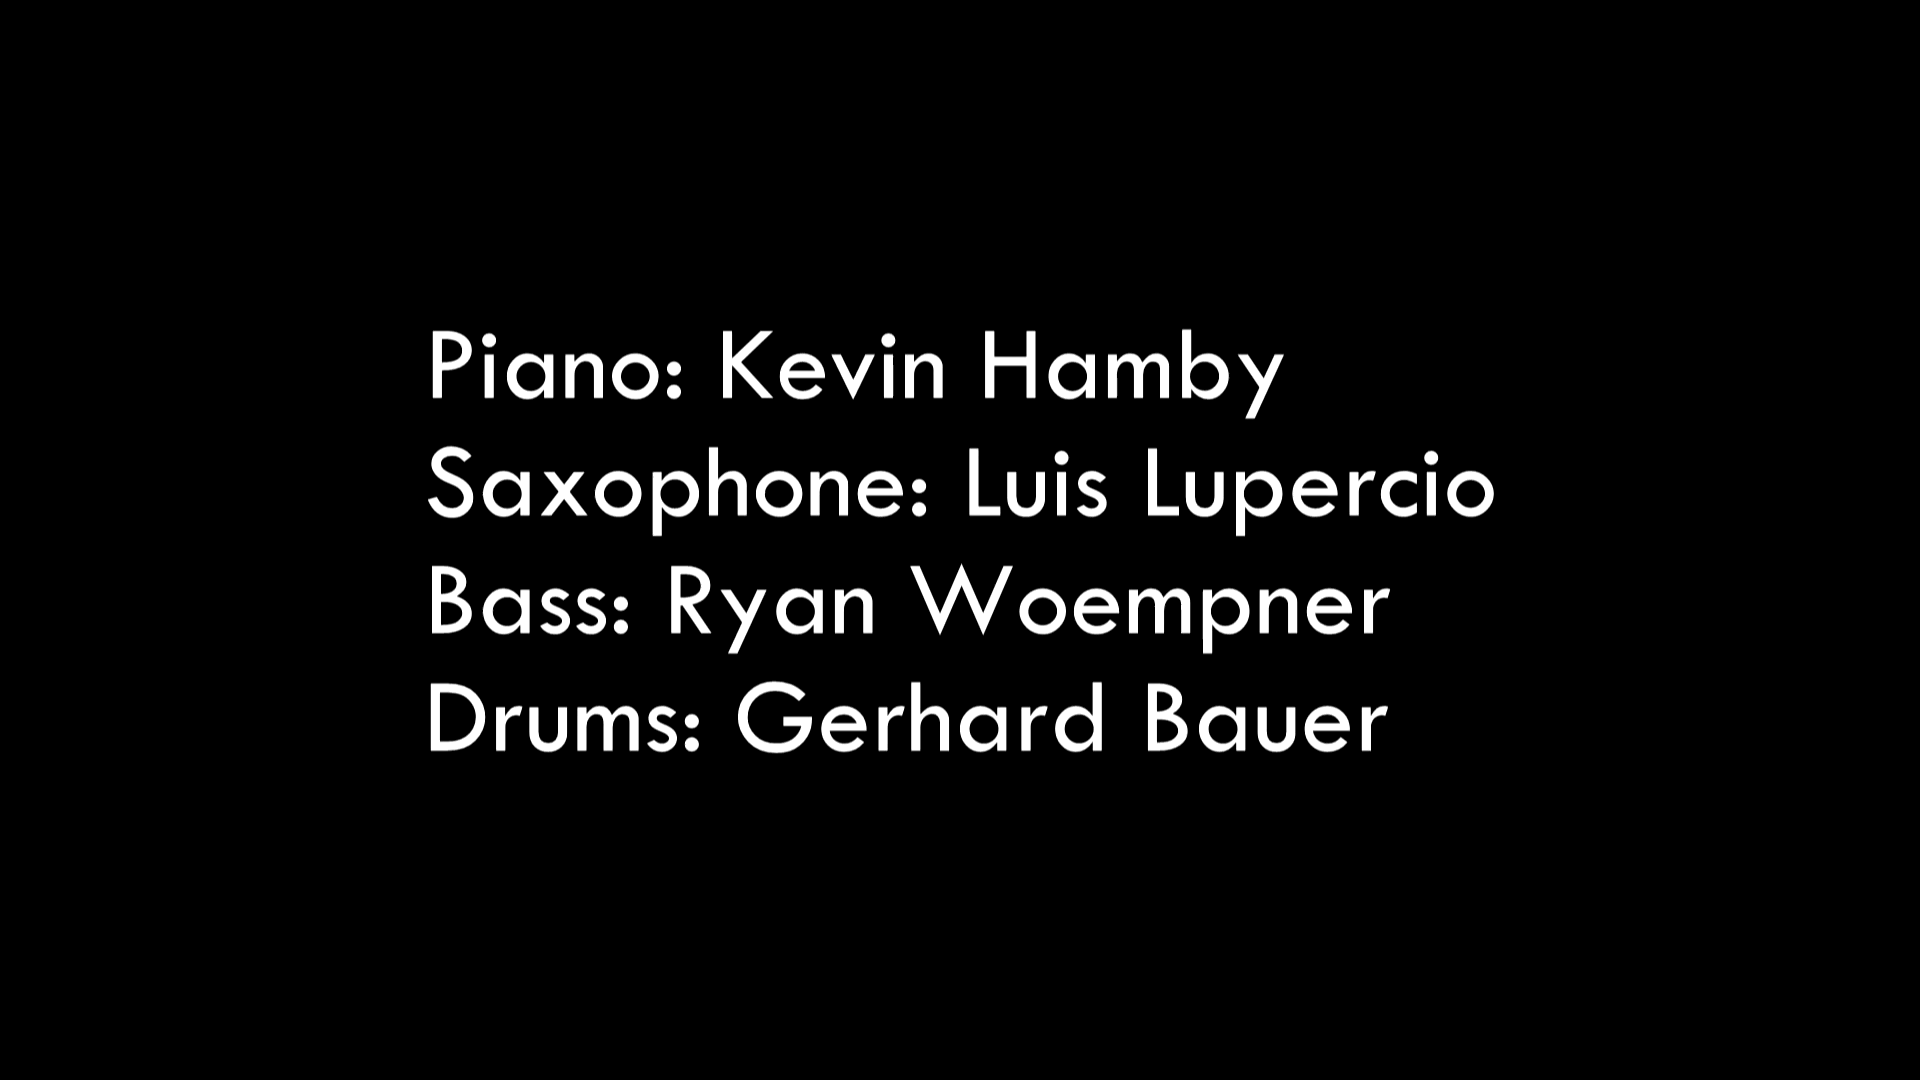 Piano: Kevin Hamby
Saxophone: Luis Lupercio
Bass: Ryan Woempner
Drums: Gerhard Bauer